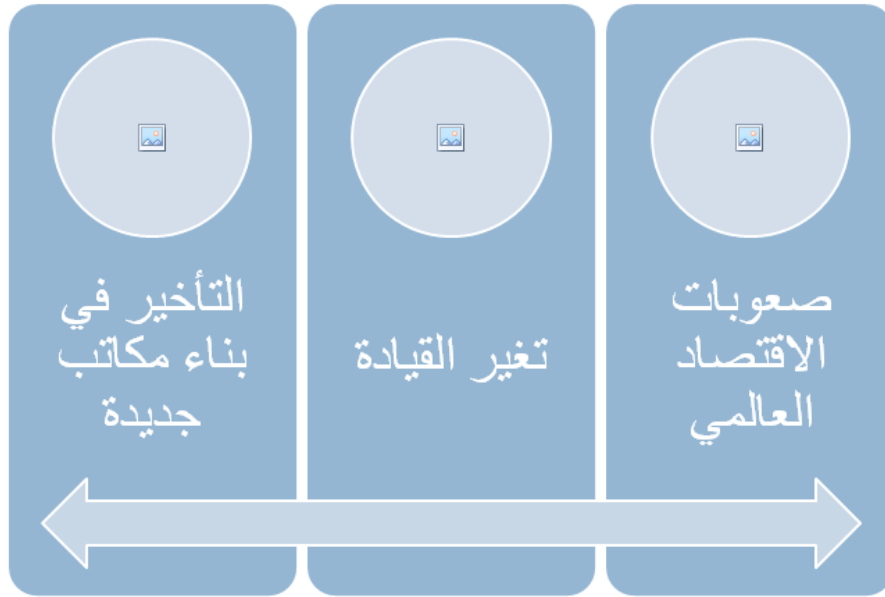 صعوبات
الاقتصاد
العالمي
تغير القيادة
التأخير في
بناء مكاتب
جديدة